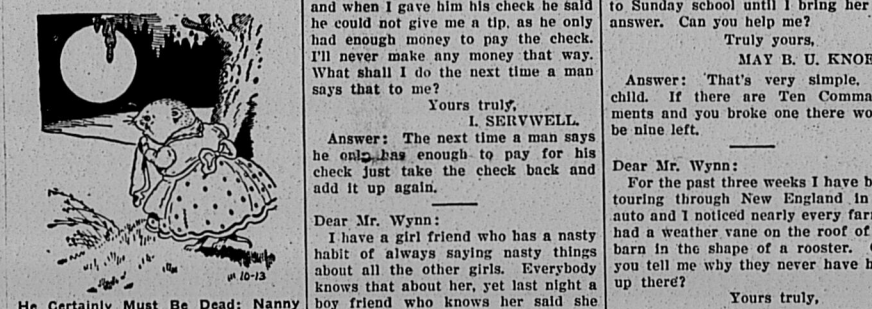 10-13
He Certainly Must Be Dead; Nanny
and when I gave him his check he said
he could not give me a tip, as he only
had enough money to pay the check.
I'll never make any money that way.
What shall I do the next time a man
says that to me?
Yours truly,
I. SERVWELL.
Answer: The next time a man says
he only has enough to pay for his
check just take the check back and
add it up again.
Dear Mr. Wynn:
I have a girl friend who has a nasty
habit of always saying nasty things
about all the other girls. Everybody
knows that about her, yet last night a
boy friend who knows her said she
to Sunday school until I bring her
answer. Can you help me?
Truly yours,
MAY B. U. KNO
Answer: That's very simple,
child. If there are Ten Comma
ments and you broke one there wo
be nine left.
Dear Mr. Wynn:
For the past three weeks I have b
touring through New England in
auto and I noticed nearly every far
had a weather vane on the roof of
barn in the shape of a rooster.
you tell me why they never have h
up there?
Yours truly,